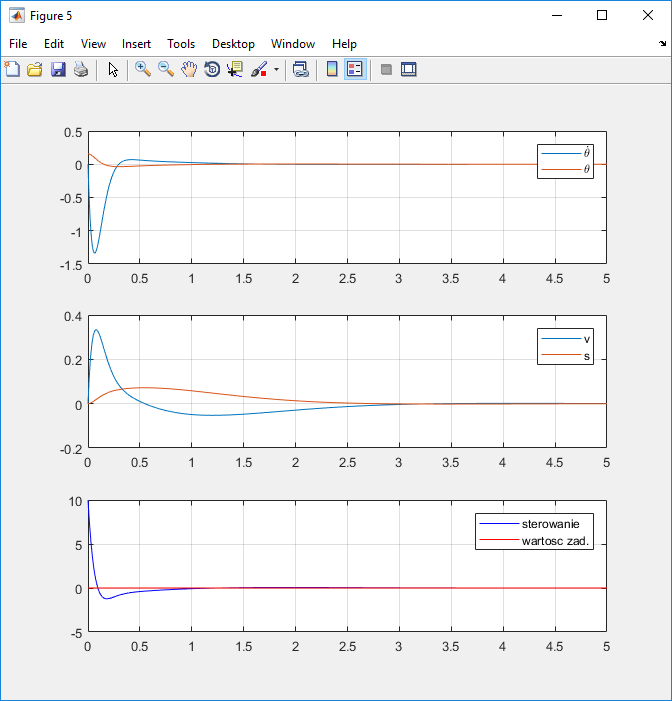 Figure 5
File Edit View Insert Tools Desktop Window Help
0.5
0
-0.5
-1
-1.5
0 0.5 1 1.5 2 2.5 3 3.5 4 4.5 5
θ̇
θ
0.4
0.2
0
-0.2
0 0.5 1 1.5 2 2.5 3 3.5 4 4.5 5
v
s
10
5
0
-5
0 0.5 1 1.5 2 2.5 3 3.5 4 4.5 5
sterowanie
wartosc zad.